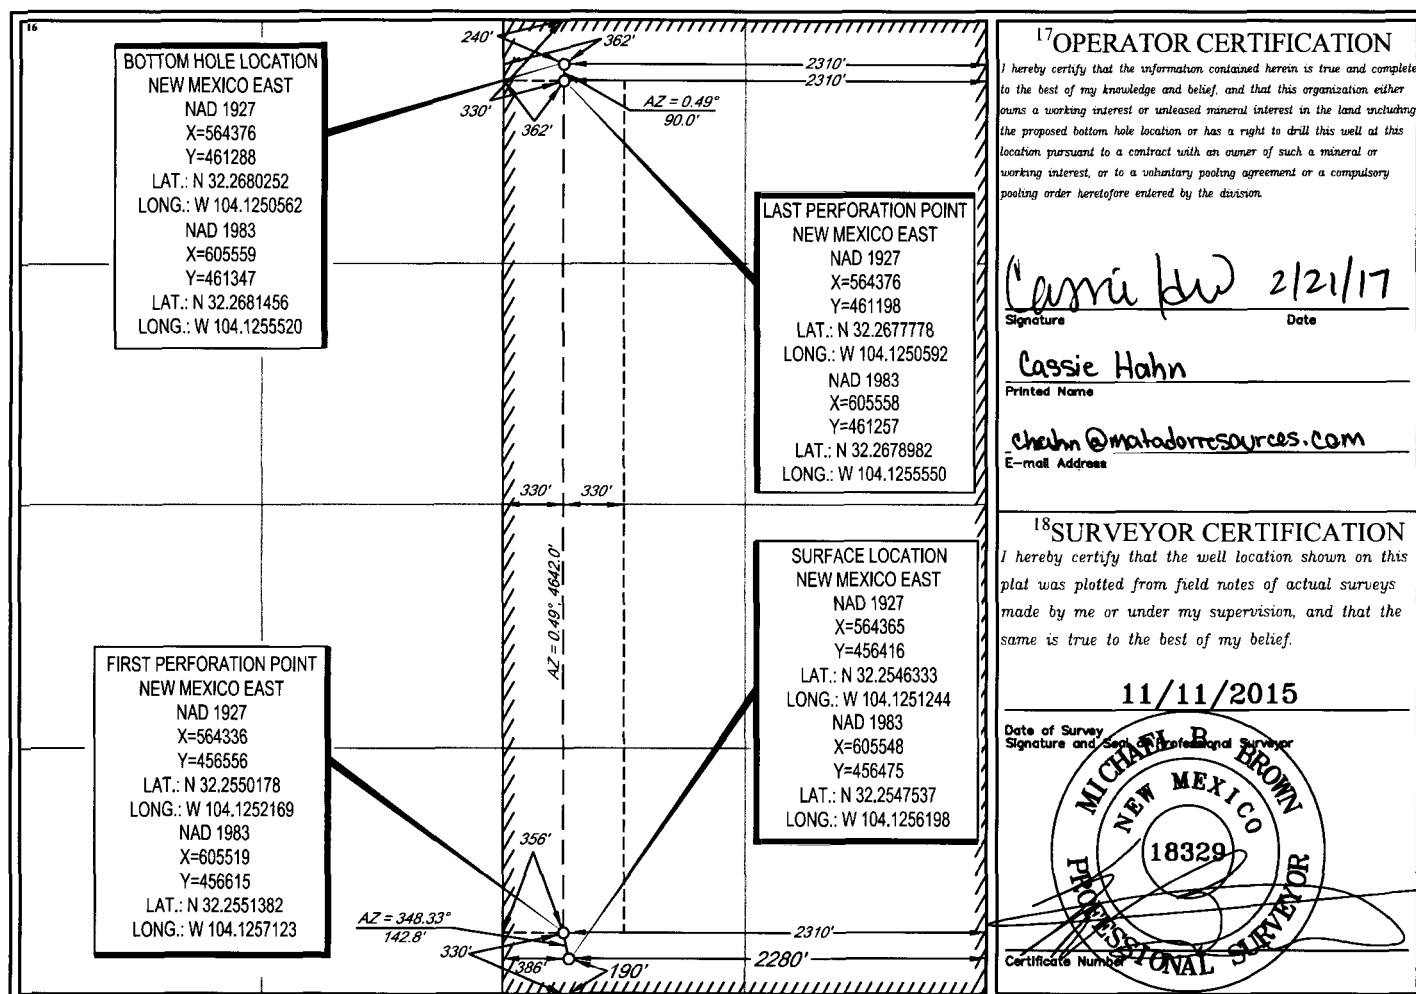 16
BOTTOM HOLE LOCATION
NEW MEXICO EAST
NAD 1927
X=564376
Y=461288
LAT.: N 32.2680252
LONG.: W 104.1250562
NAD 1983
X=605559
Y=461347
LAT.: N 32.2681456
LONG.: W 104.1255520
240'
362'
2310'
2310'
330'
362'
AZ = 0.49°
90.0'
LAST PERFORATION POINT
NEW MEXICO EAST
NAD 1927
X=564376
Y=461198
LAT.: N 32.2677778
LONG.: W 104.1250592
NAD 1983
X=605558
Y=461257
LAT.: N 32.2678982
LONG.: W 104.1255550
330'
330'
AZ = 0.49°, 4642.0'
SURFACE LOCATION
NEW MEXICO EAST
NAD 1927
X=564365
Y=456416
LAT.: N 32.2546333
LONG.: W 104.1251244
NAD 1983
X=605548
Y=456475
LAT.: N 32.2547537
LONG.: W 104.1256198
FIRST PERFORATION POINT
NEW MEXICO EAST
NAD 1927
X=564336
Y=456556
LAT.: N 32.2550178
LONG.: W 104.1252169
NAD 1983
X=605519
Y=456615
LAT.: N 32.2551382
LONG.: W 104.1257123
356'
AZ = 348.33°
142.8'
330'
386'
190'
2310'
2280'
17OPERATOR CERTIFICATION
I hereby certify that the information contained herein is true and complete
to the best of my knowledge and belief, and that this organization either
owns a working interest or unleased mineral interest in the land including
the proposed bottom hole location or has a right to drill this well at this
location pursuant to a contract with an owner of such a mineral or
working interest, or to a voluntary pooling agreement or a compulsory
pooling order heretofore entered by the division.
2/21/17
Signature Date
Cassie Hahn
Printed Name
chahn@matadorresources.com
E-mail Address
18SURVEYOR CERTIFICATION
I hereby certify that the well location shown on this
plat was plotted from field notes of actual surveys
made by me or under my supervision, and that the
same is true to the best of my belief.
11/11/2015
Date of Survey
Signature and Seal of Professional Surveyor
MICHAEL B. BROWN
NEW MEXICO
18329
PROFESSIONAL SURVEYOR
Certificate Number